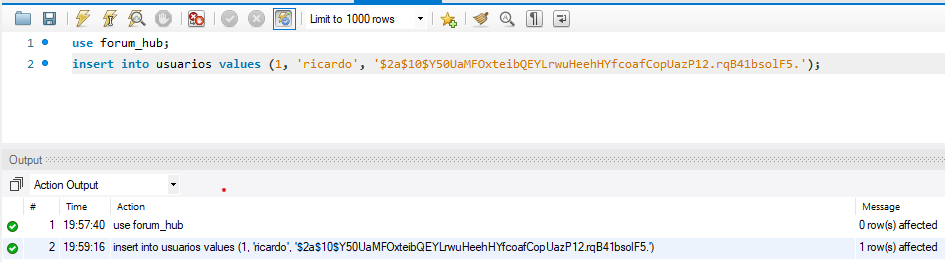 Limit to 1000 rows
1 use forum_hub;
2 insert into usuarios values (1, 'ricardo', '$2a$10$Y50UaMFOxteibQEYLrwuHeehHYfcoafCopUazP12.rqB41bsolF5.');
Output
Action Output
# Time Action Message
1 19:57:40 use forum_hub 0 row(s) affected
2 19:59:16 insert into usuarios values (1, 'ricardo', '$2a$10$Y50UaMFOxteibQEYLrwuHeehHYfcoafCopUazP12.rqB41bsolF5.') 1 row(s) affected